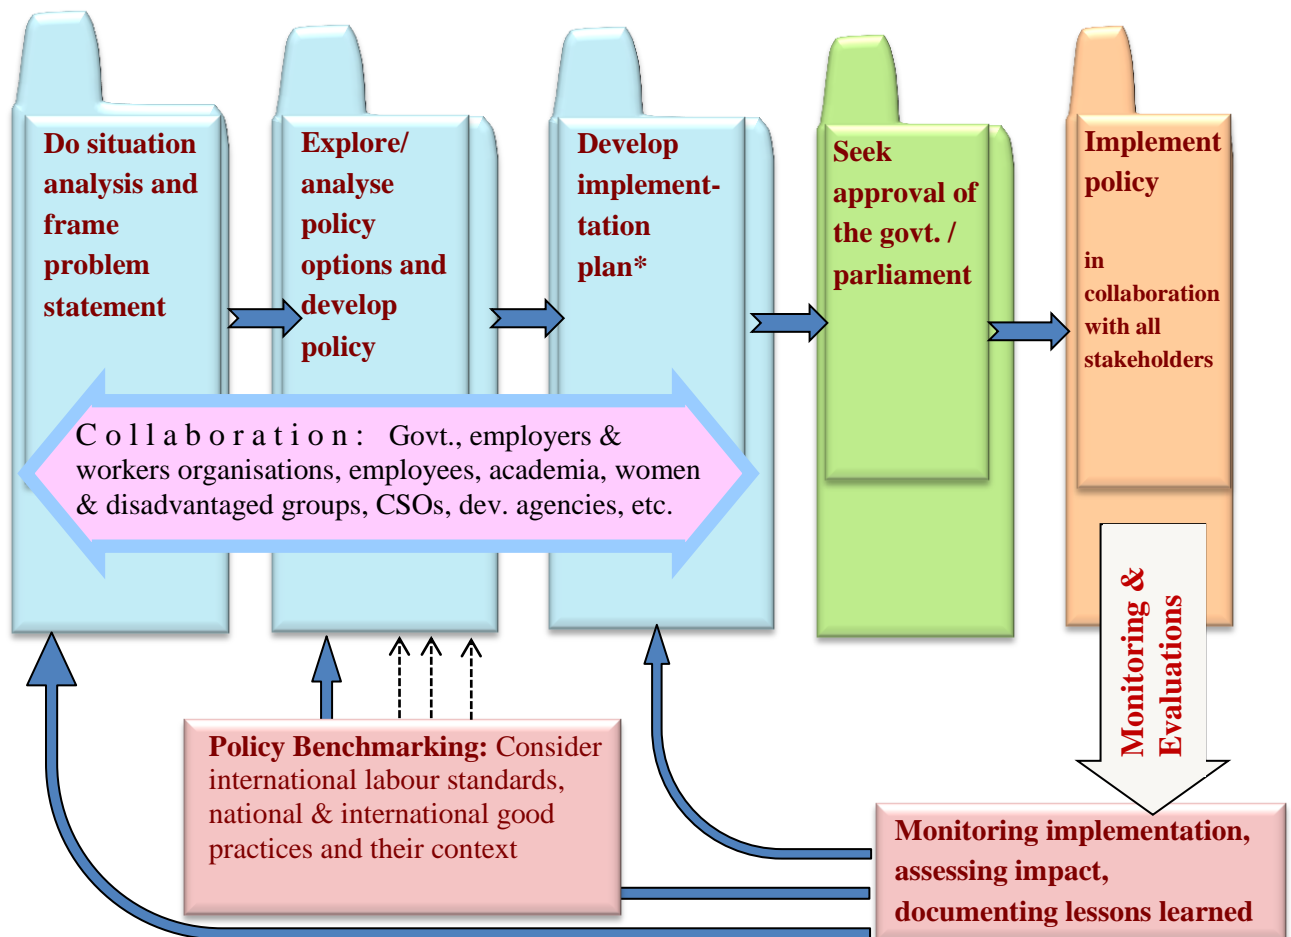 Do situation
analysis and
frame
problem
statement
Explore/
analyse
policy
options and
develop
policy
Develop
implemen-
tation
plan*
Seek
approval of
the govt. /
parliament
Implement
policy
in
collaboration
with all
stakeholders
Collaboration: Govt., employers &
workers organisations, employees, academia, women
& disadvantaged groups, CSOs, dev. agencies, etc.
Monitoring &
Evaluations
Policy Benchmarking: Consider
international labour standards,
national & international good
practices and their context
Monitoring implementation,
assessing impact,
documenting lessons learned